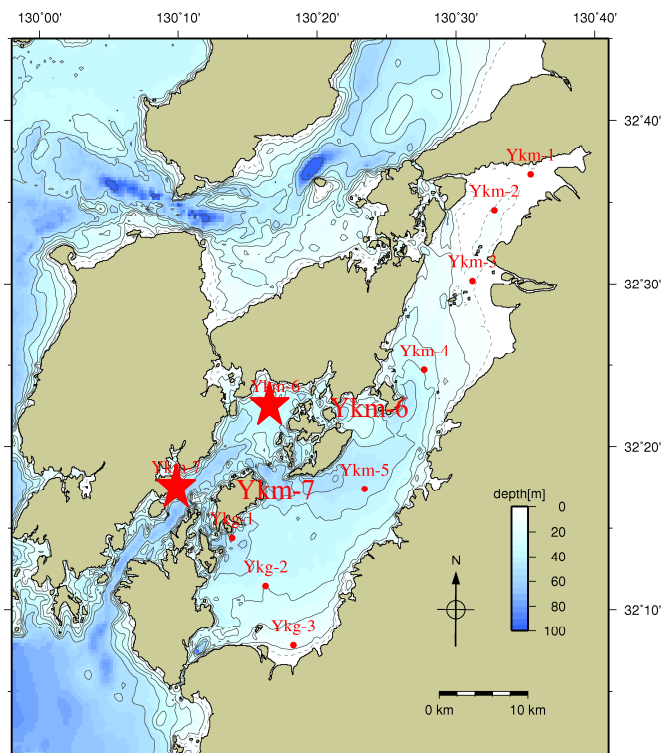 130˚00' 130˚10' 130˚20' 130˚30' 130˚40'
32˚40'
Ykm-1
Ykm-2
32˚30'
Ykm-3
Ykm-4
Ykm-6
Ykm-6
32˚20'
Ykm-7
Ykm-5
Ykm-7
depth[m]
0
20
40
60
80
100
Ykg-1
Ykg-2
N
32˚10'
Ykg-3
0 km 10 km